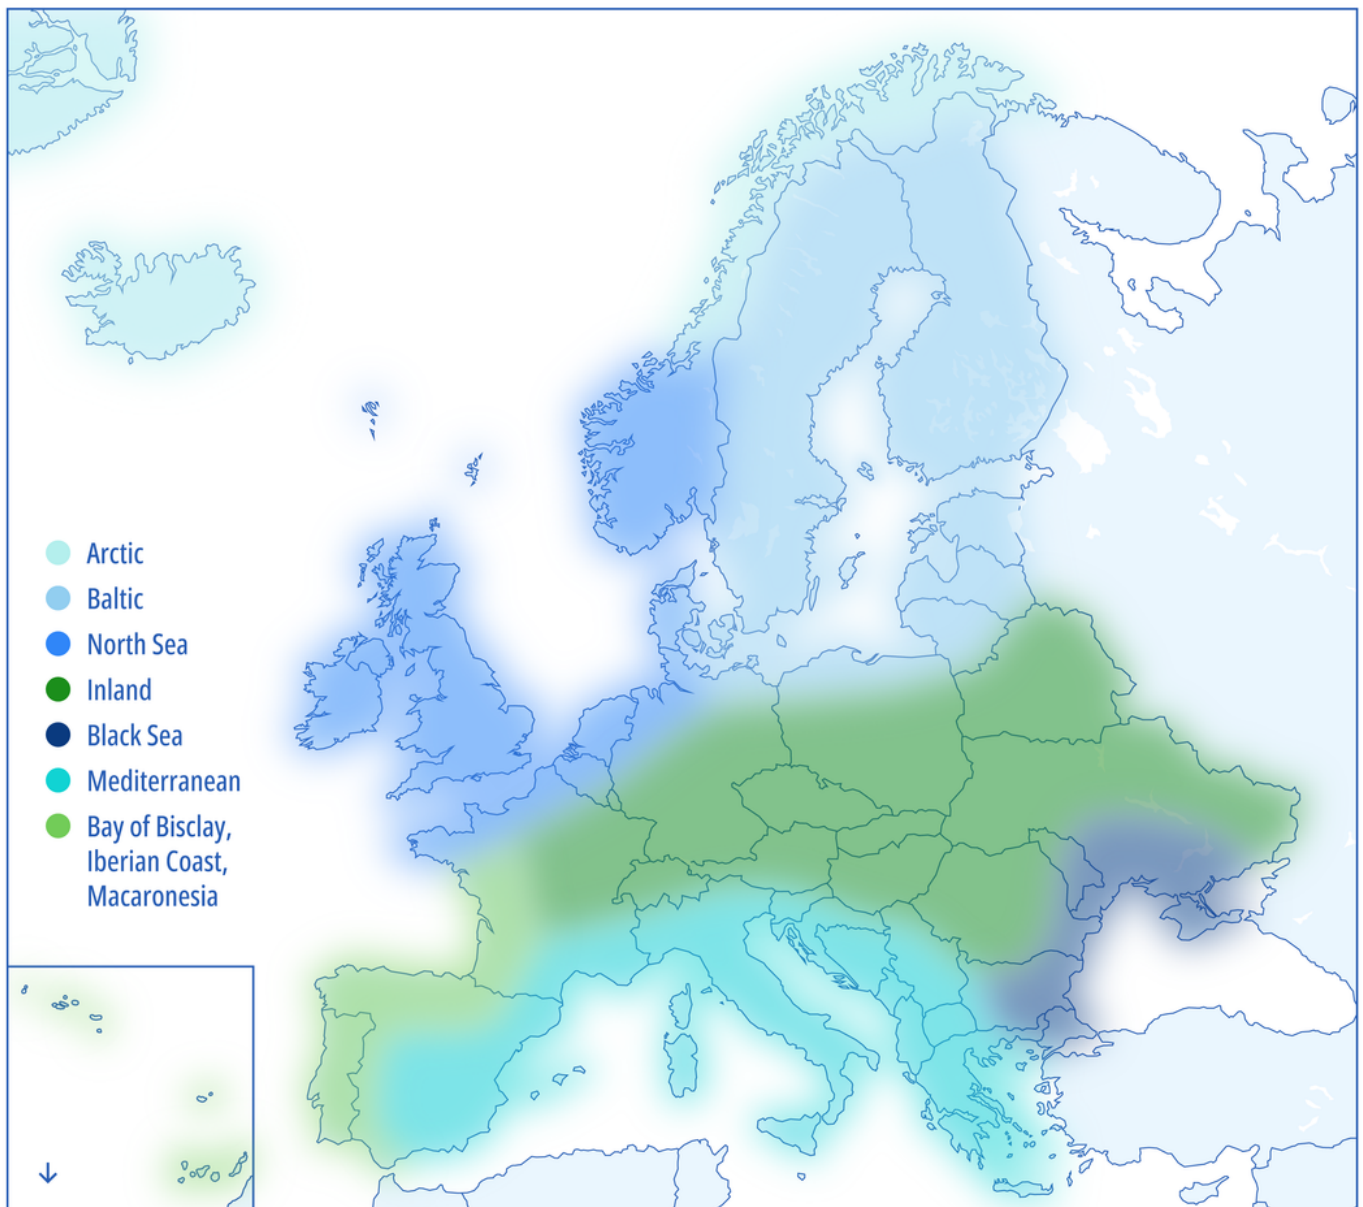 Arctic
Baltic
North Sea
Inland
Black Sea
Mediterranean
Bay of Bisclay,
Iberian Coast,
Macaronesia